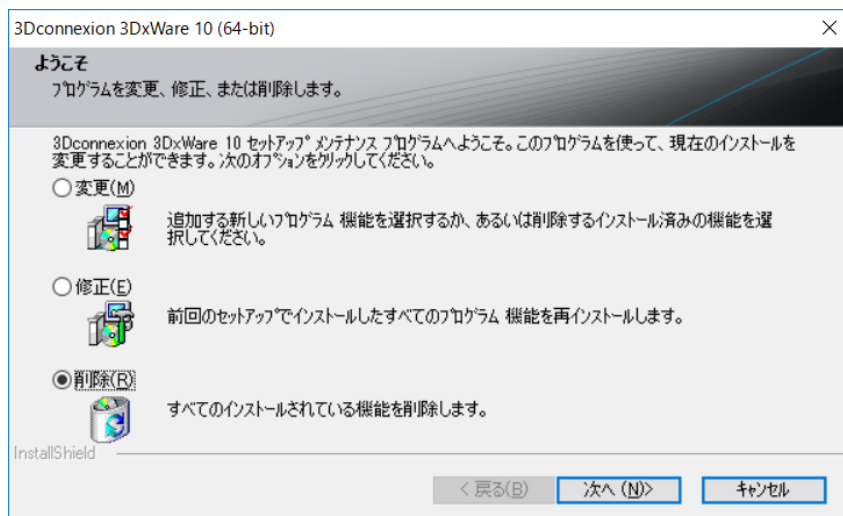 3Dconnexion 3DxWare 10 (64-bit)
ようこそ
プログラムを変更、修正、または削除します。
3Dconnexion 3DxWare 10 セットアップ メンテナンス プログラムへようこそ。このプログラムを使って、現在のインストールを
変更することができます。次のオプションをクリックしてください。
変更(M)
追加する新しいプログラム 機能を選択するか、あるいは削除するインストール済みの機能を選
択してください。
修正(E)
前回のセットアップでインストールしたすべてのプログラム 機能を再インストールします。
削除(R)
すべてのインストールされている機能を削除します。
InstallShield
< 戻る(B)
次へ (N)>
キャンセル